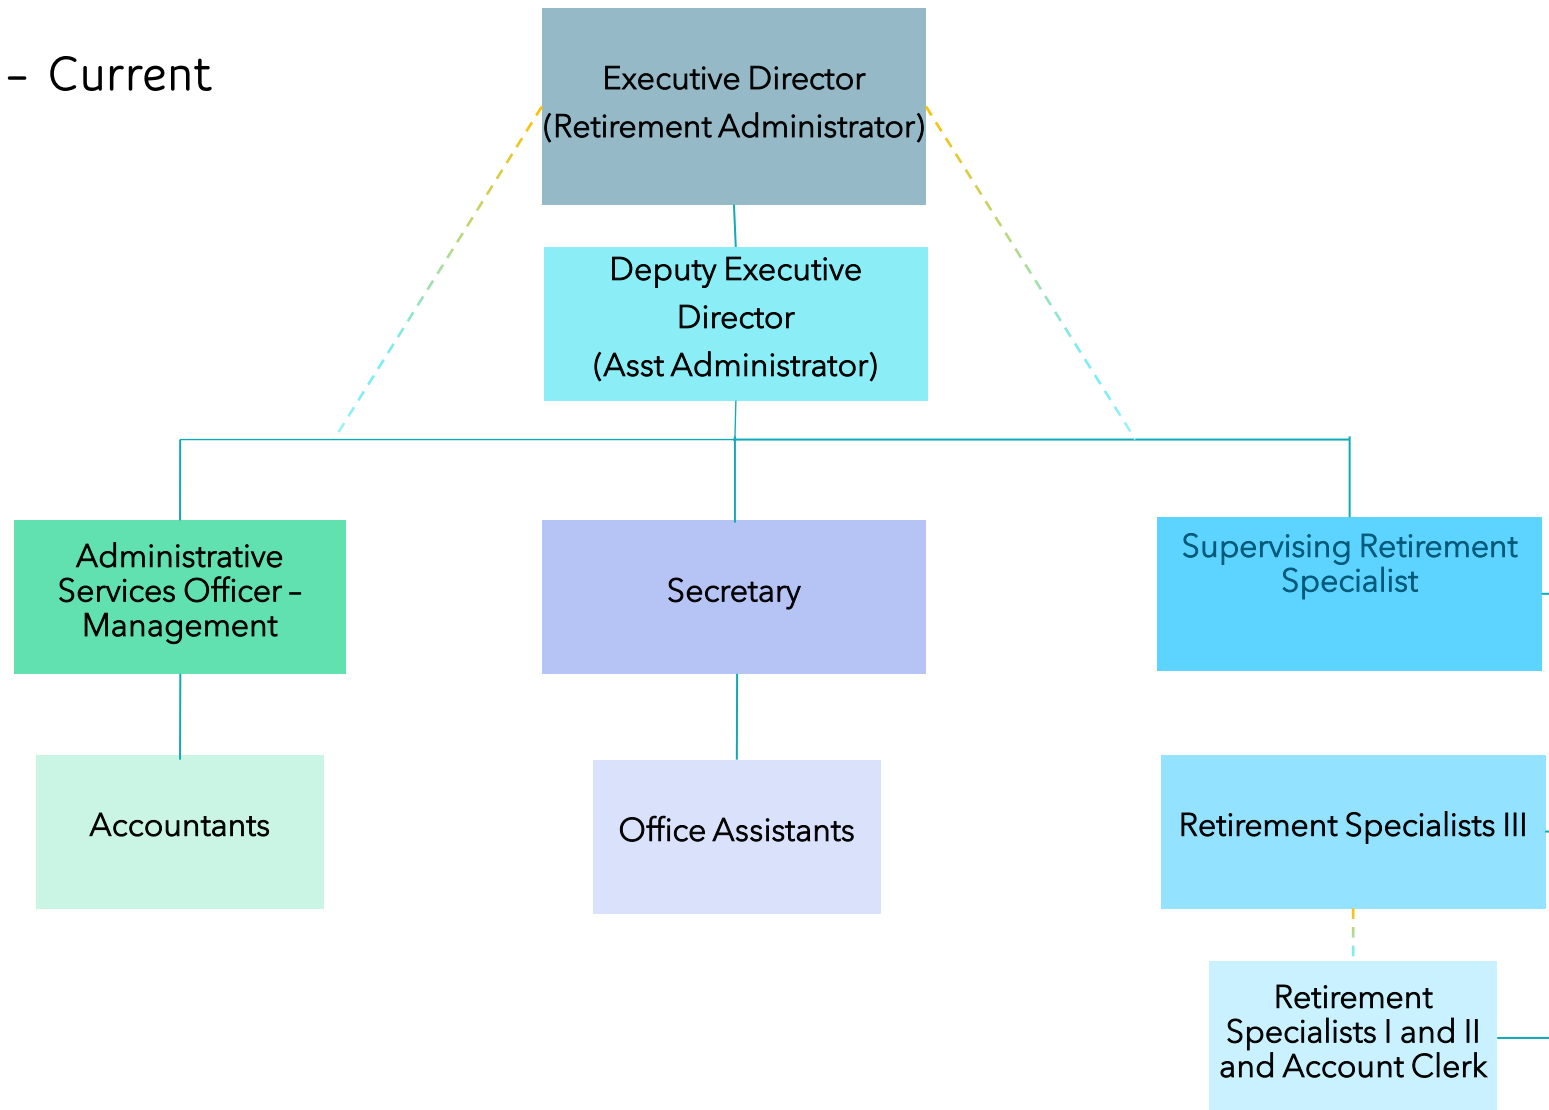 - Current
Executive Director
(Retirement Administrator)
Deputy Executive
Director
(Asst Administrator)
Administrative
Services Officer –
Management
Secretary
Supervising Retirement
Specialist
Accountants
Office Assistants
Retirement Specialists III
Retirement
Specialists I and II
and Account Clerk